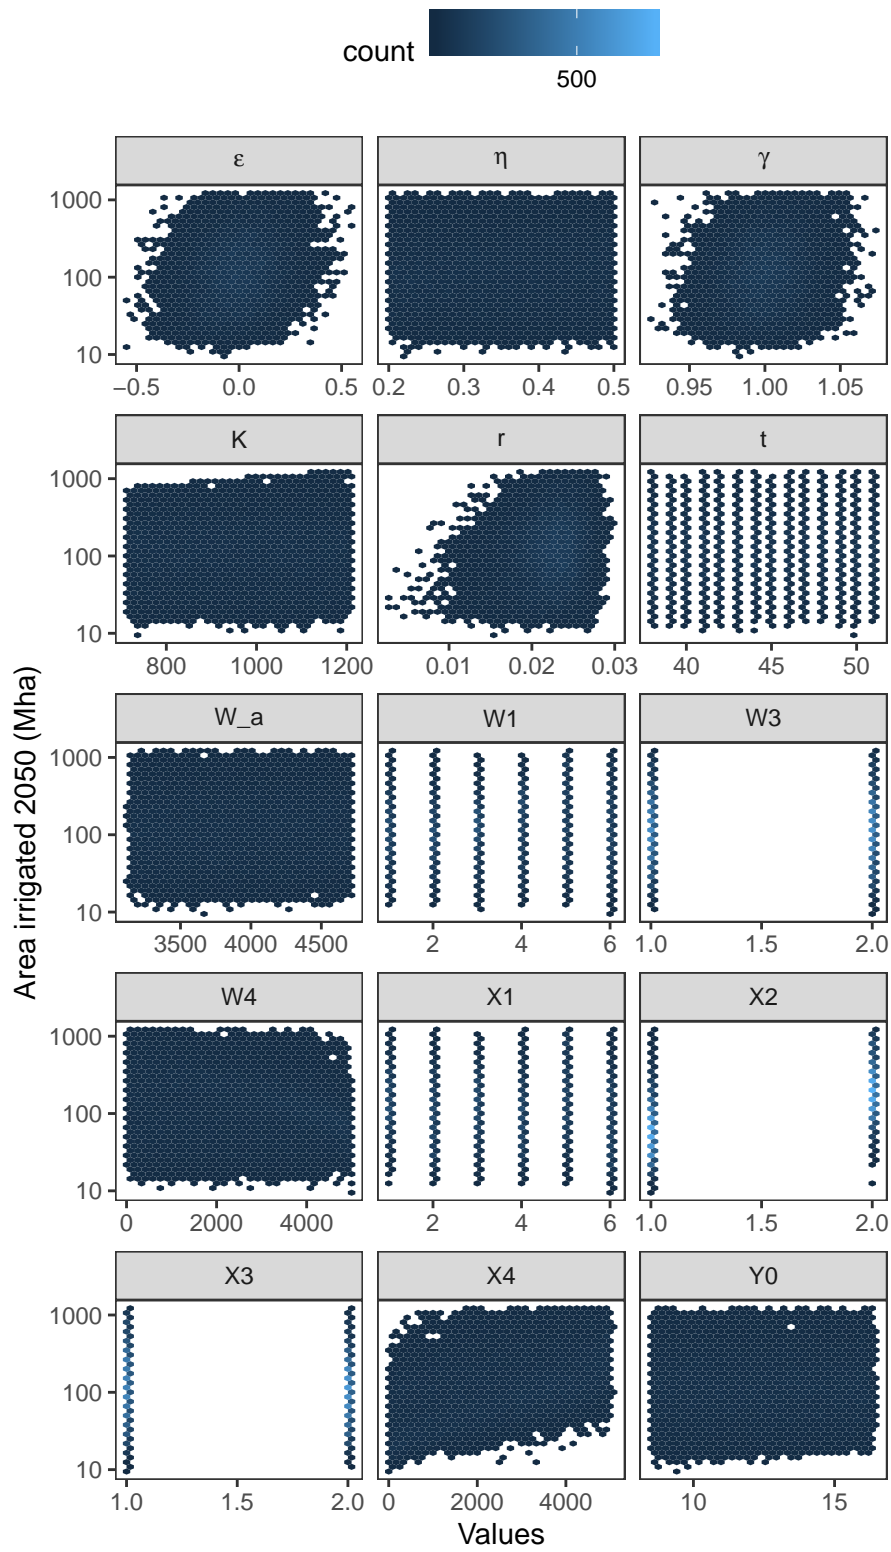 count
500
ε η γ
1000
100
10
−0.5 0.0 0.5 0.2 0.3 0.4 0.5 0.95 1.00 1.05
K r t
1000
100
10
800 1000 1200 0.01 0.02 0.03 40 45 50
Area irrigated 2050 (Mha)
W_a W1 W3
1000
100
10
3500 4000 4500 2 4 6 1.0 1.5 2.0
W4 X1 X2
1000
100
10
0 2000 4000 2 4 6 1.0 1.5 2.0
X3 X4 Y0
1000
100
10
1.0 1.5 2.0 0 2000 4000 10 15
Values